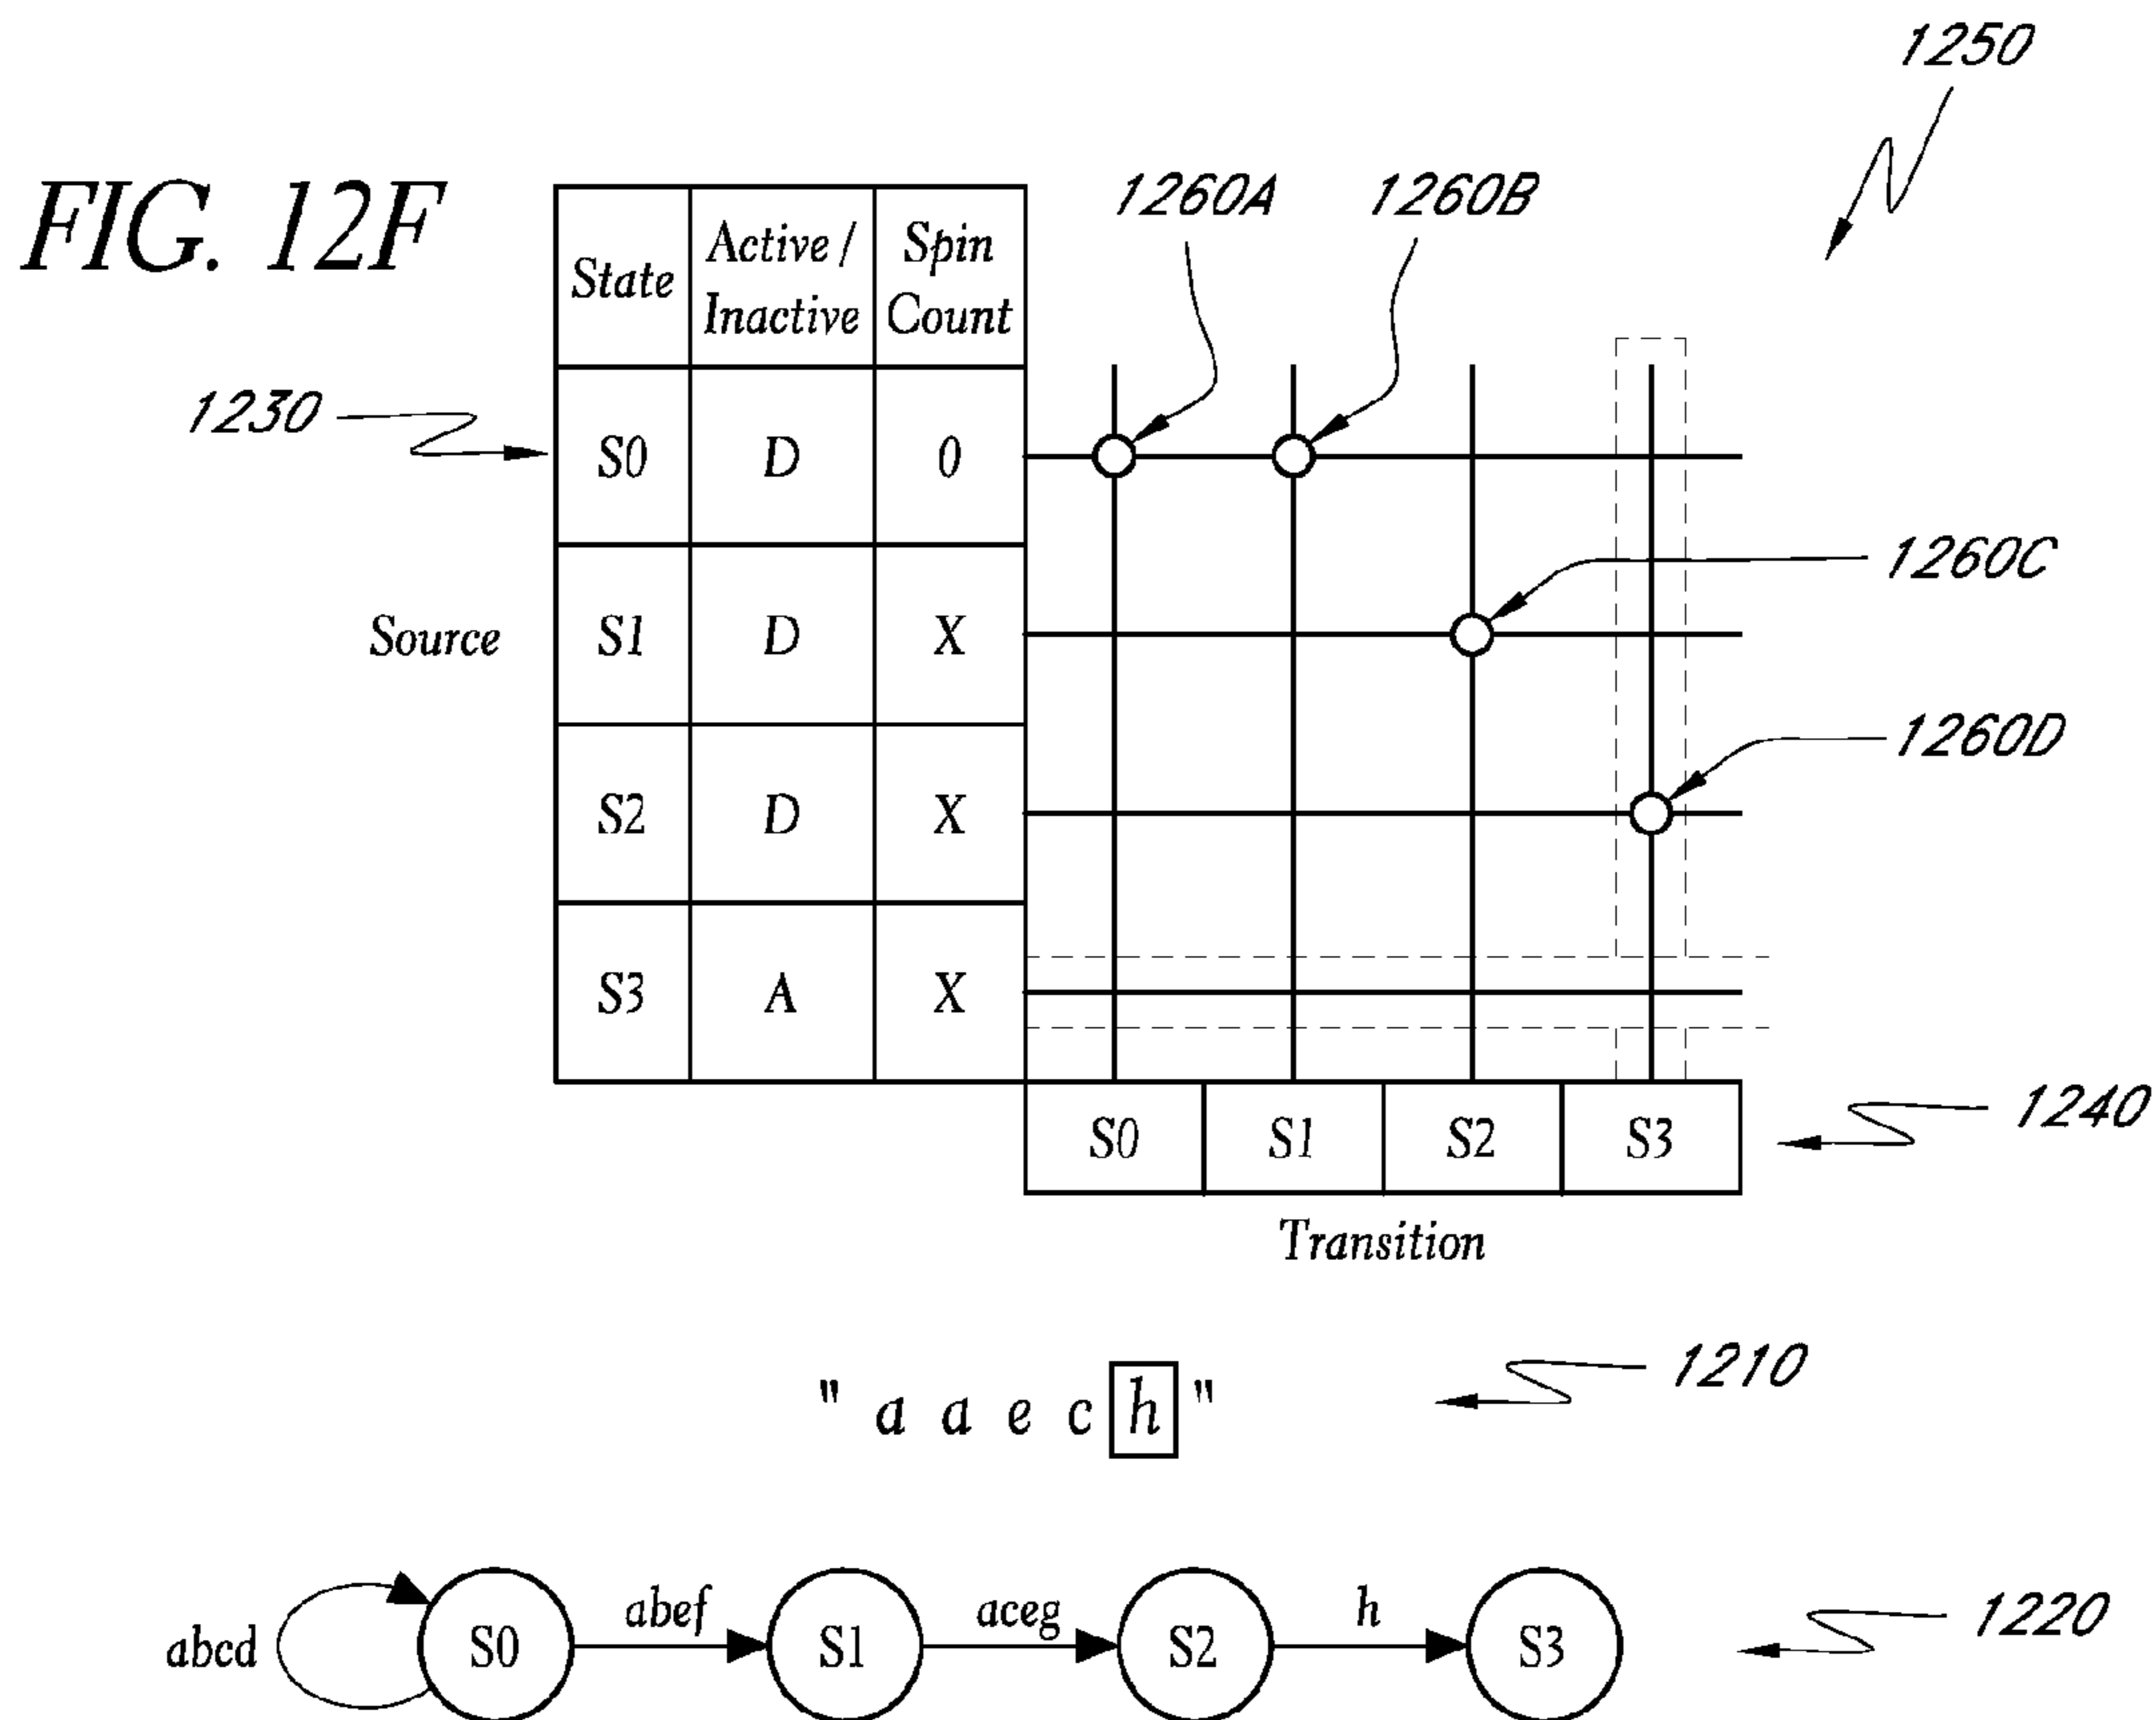 1250
FIG. 12F
1260A 1260B
State Active / Inactive Spin Count
1230
S0 D 0
1260C
Source S1 D X
1260D
S2 D X
S3 A X
1240
S0 S1 S2 S3
Transition
1210
" a a e c h "
abcd S0 abef S1 aceg S2 h S3
1220